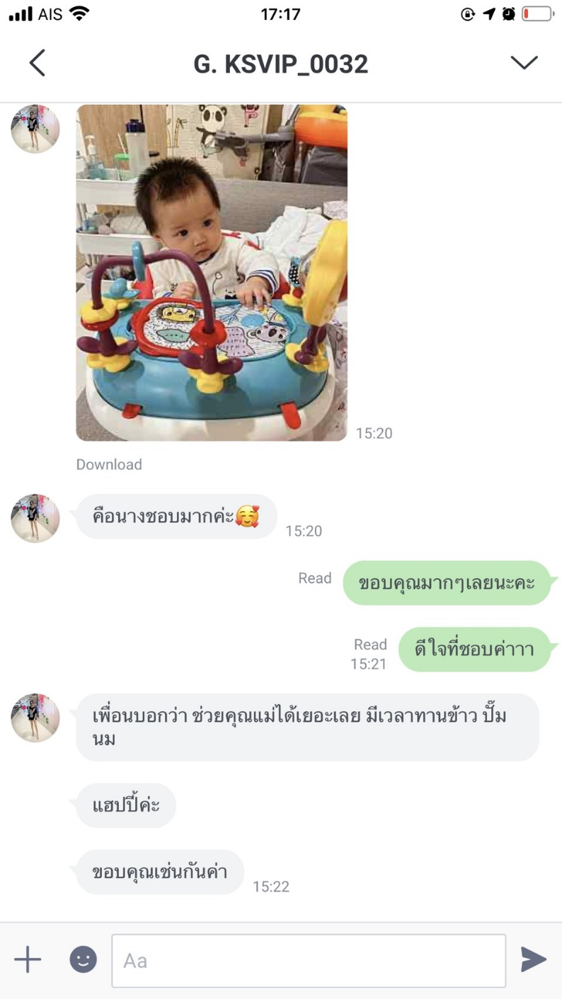 AIS
17:17
G. KSVIP_0032
15:20
Download
คือนางชอบมากค่ะ🥰
15:20
Read
ขอบคุณมากๆเลยนะคะ
Read
15:21
ดีใจที่ชอบค่าาา
เพื่อนบอกว่า ช่วยคุณแม่ได้เยอะเลย มีเวลาทานข้าว ปั๊ม
นม
แฮปปี้ค่ะ
ขอบคุณเช่นกันค่า
15:22
Aa